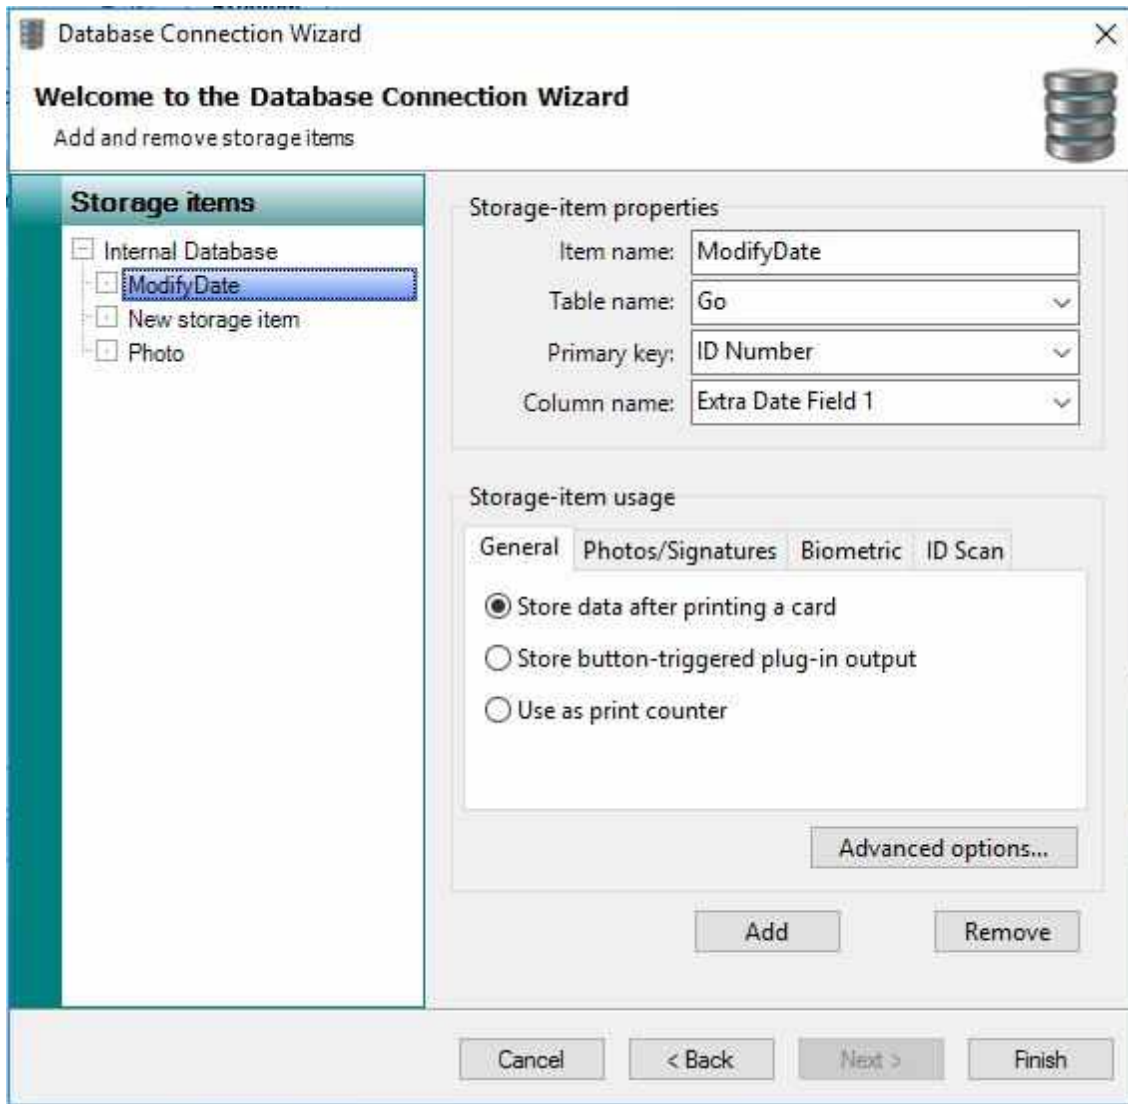 Database Connection Wizard
Welcome to the Database Connection Wizard
Add and remove storage items
Storage items
Internal Database
ModifyDate
New storage item
Photo
Storage-item properties
Item name: ModifyDate
Table name: Go
Primary key: ID Number
Column name: Extra Date Field 1
Storage-item usage
General Photos/Signatures Biometric ID Scan
Store data after printing a card
Store button-triggered plug-in output
Use as print counter
Advanced options...
Add Remove
Cancel < Back Next > Finish